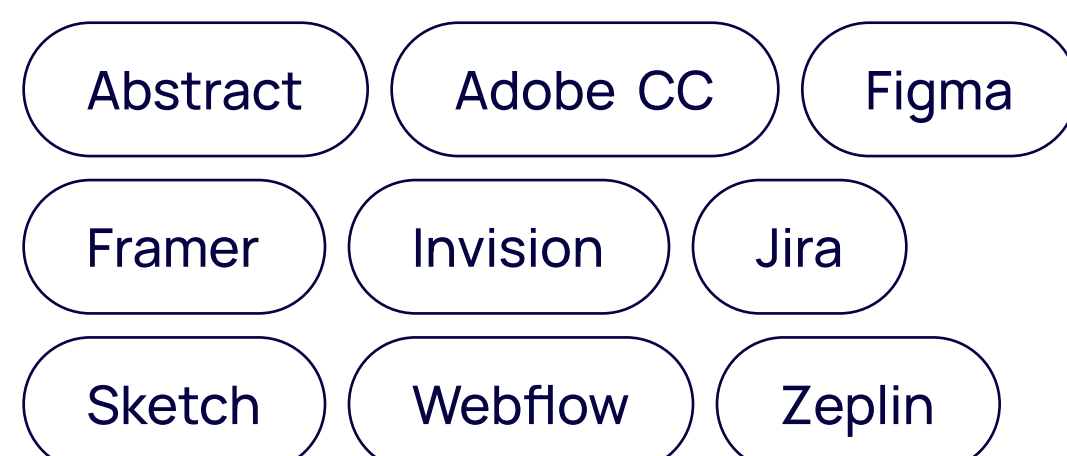 Abstract Adobe CC Figma
Framer Invision Jira
Sketch Webflow Zeplin